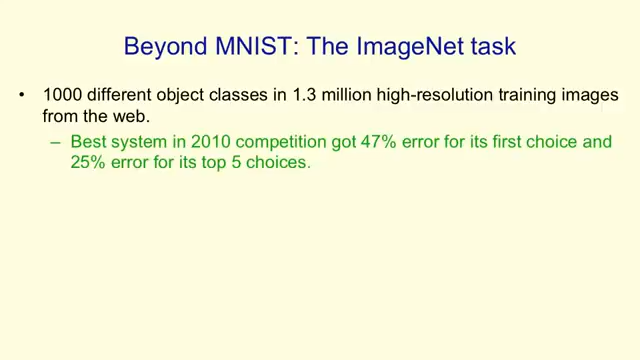 Beyond MNIST: The ImageNet task
• 1000 different object classes in 1.3 million high-resolution training images
from the web.
– Best system in 2010 competition got 47% error for its first choice and
25% error for its top 5 choices.